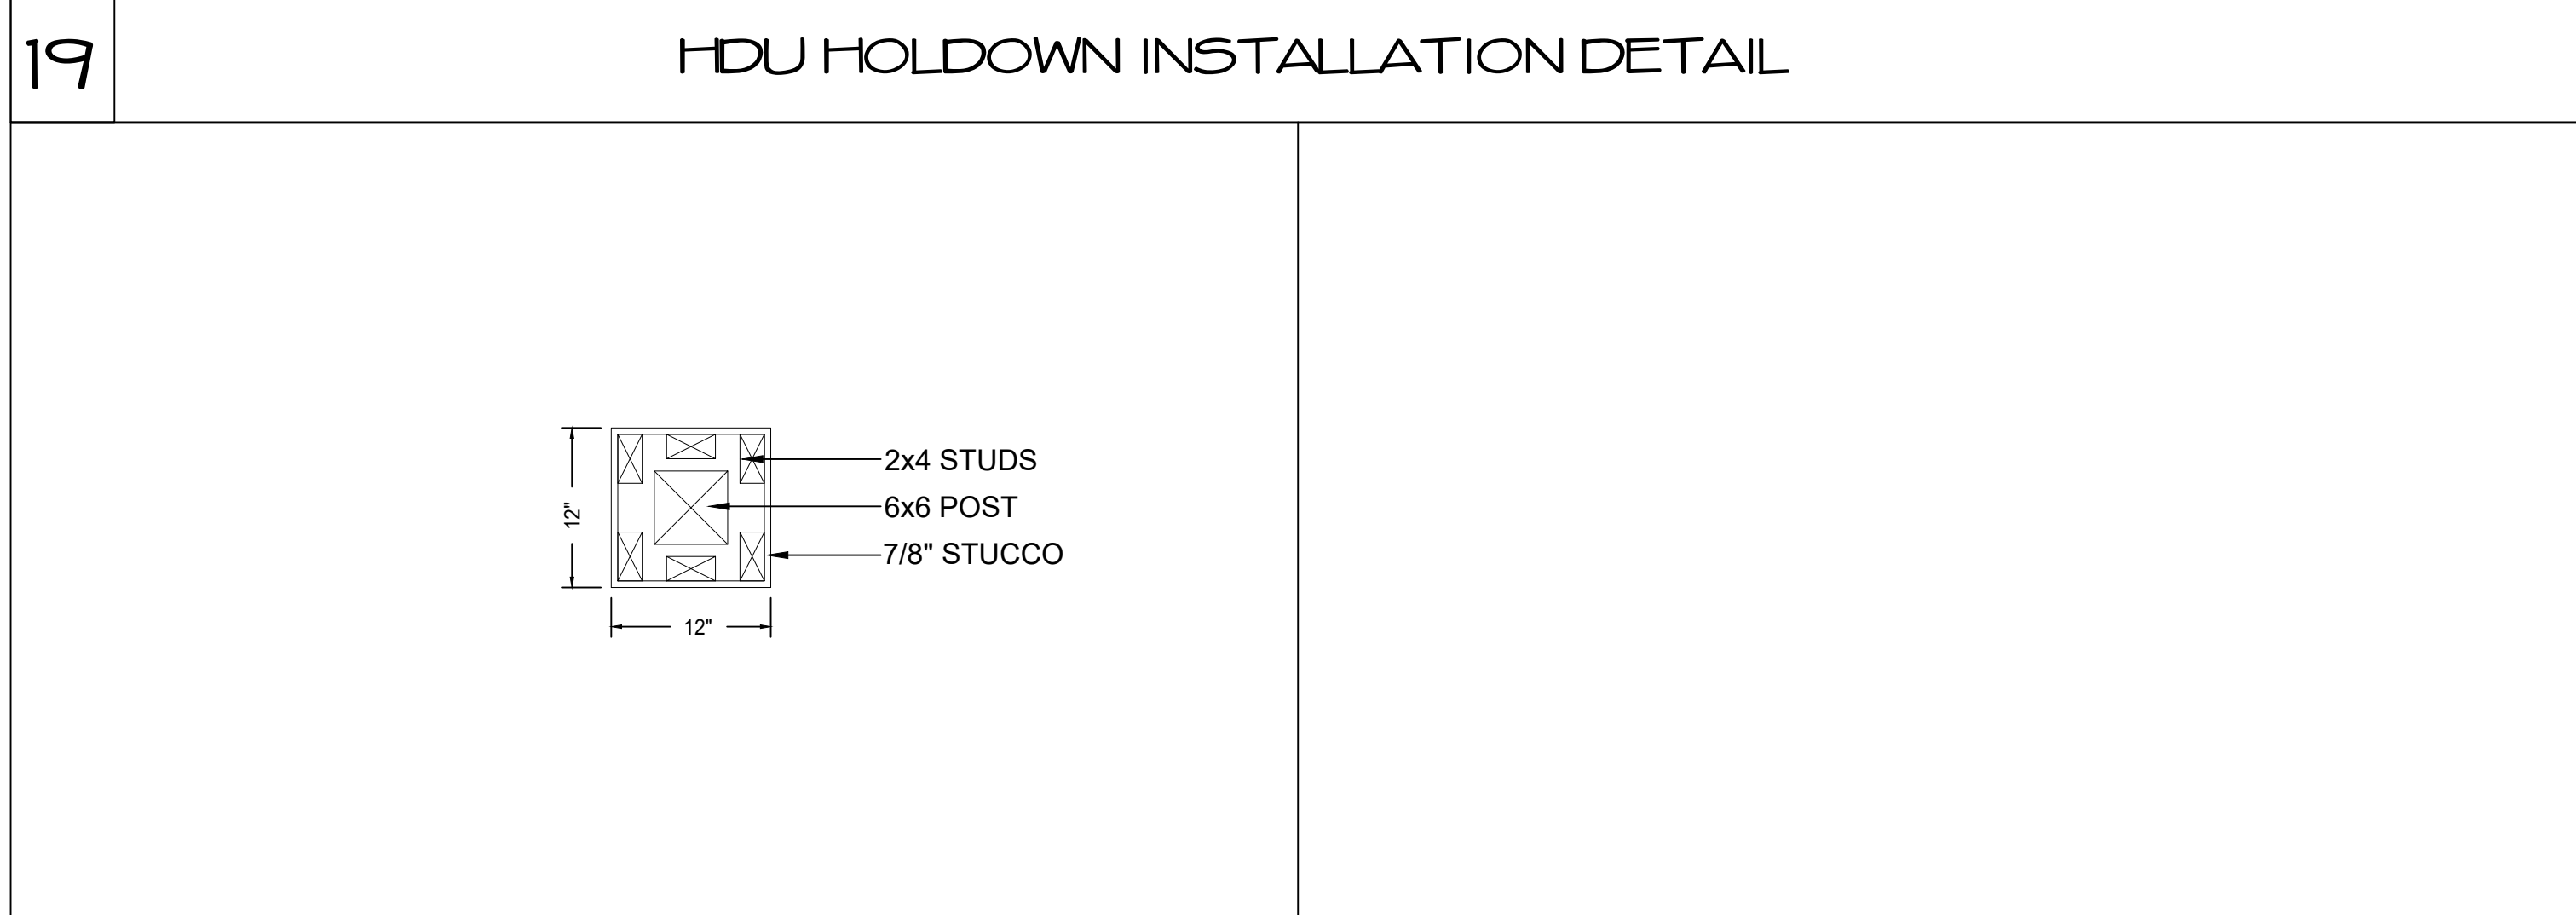 19
HDU HOLDOWN INSTALLATION DETAIL
2x4 STUDS
6x6 POST
12"
7/8" STUCCO
12"